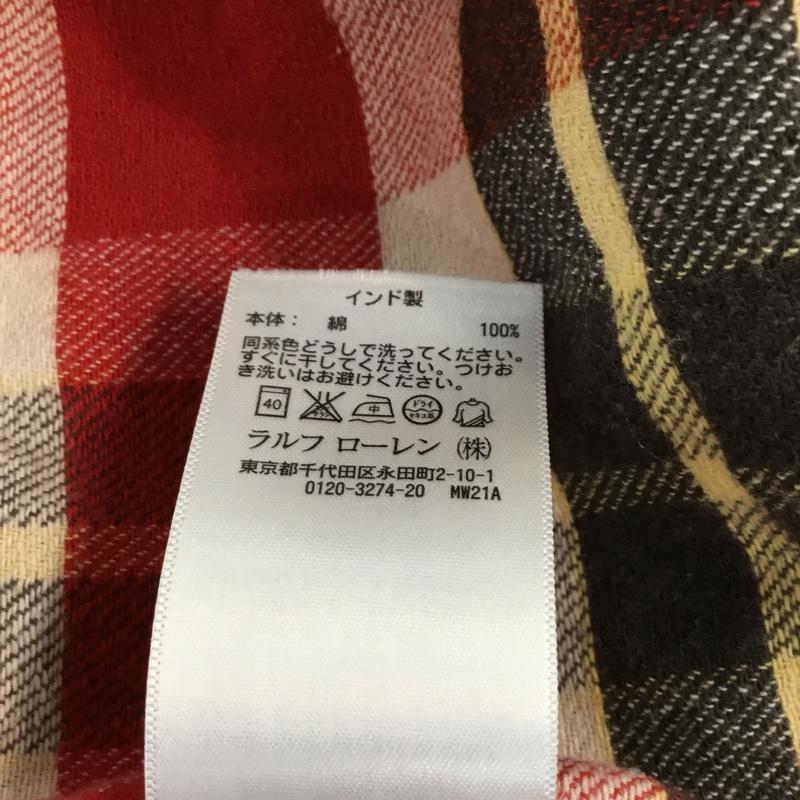 インド製
本体： 綿 100%
同系色どうしで洗ってください。
すぐに干してください。つけお
き洗いはお避けください。
40 中 ドライ セキユ系
ラルフ ローレン（株）
東京都千代田区永田町2-10-1
0120-3274-20 MW21A